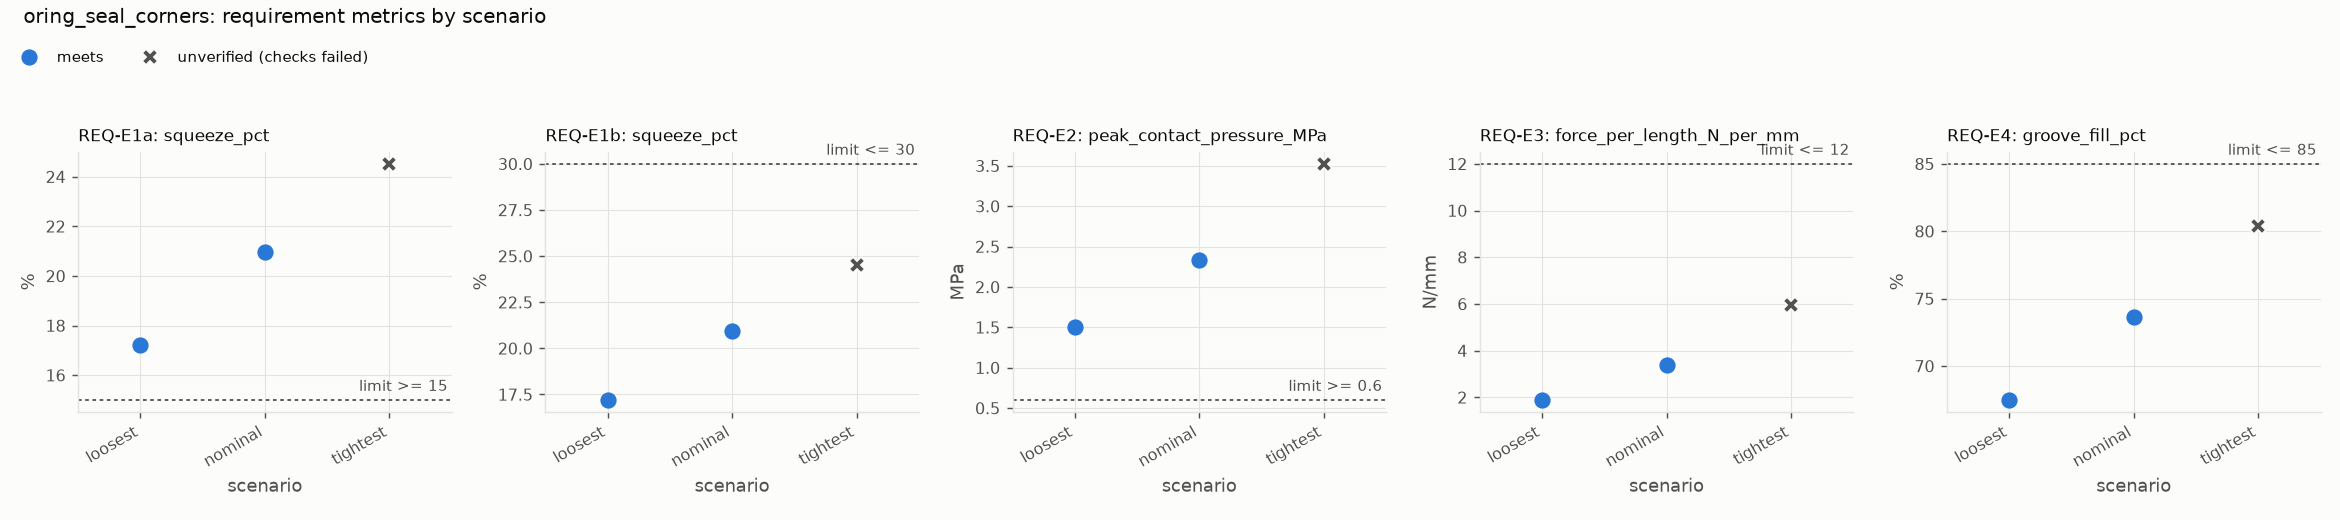 oring_seal_corners: requirement metrics by scenario
meets
unverified (checks failed)
REQ-E1a: squeeze_pct
%
24
22
20
18
16
limit >= 15
loosest
nominal
tightest
scenario
REQ-E1b: squeeze_pct
%
limit <= 30
30.0
27.5
25.0
22.5
20.0
17.5
loosest
nominal
tightest
scenario
REQ-E2: peak_contact_pressure_MPa
MPa
3.5
3.0
2.5
2.0
1.5
1.0
0.5
limit >= 0.6
loosest
nominal
tightest
scenario
REQ-E3: force_per_length_N_per_mm
N/mm
limit <= 12
12
10
8
6
4
2
loosest
nominal
tightest
scenario
REQ-E4: groove_fill_pct
%
limit <= 85
85
80
75
70
loosest
nominal
tightest
scenario